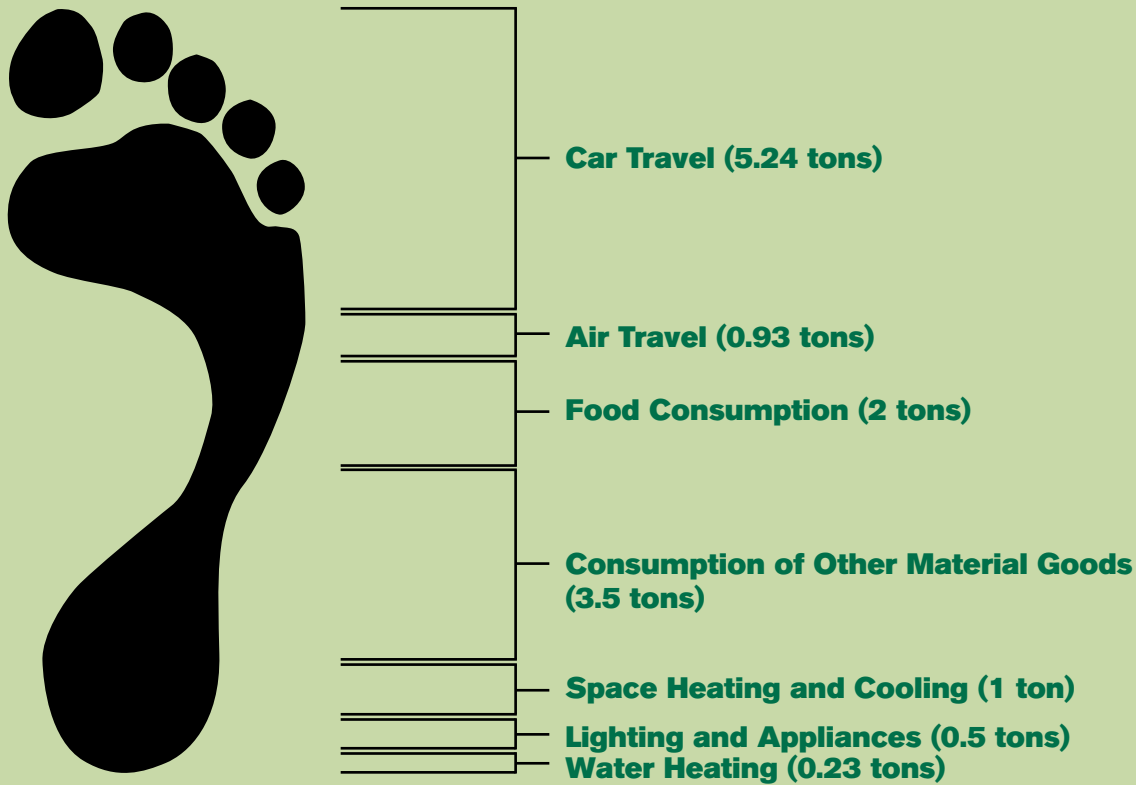 Car Travel (5.24 tons)
Air Travel (0.93 tons)
Food Consumption (2 tons)
Consumption of Other Material Goods
(3.5 tons)
Space Heating and Cooling (1 ton)
Lighting and Appliances (0.5 tons)
Water Heating (0.23 tons)